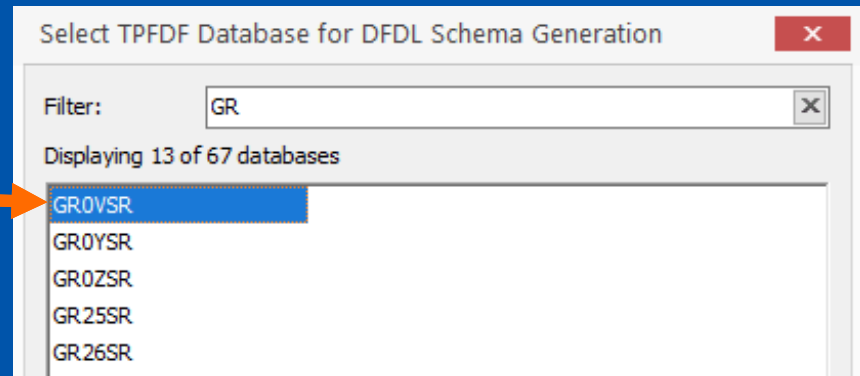 Select TPFDF Database for DFDL Schema Generation
Filter: GR
Displaying 13 of 67 databases
GR0VSR
GR0YSR
GR0ZSR
GR25SR
GR26SR